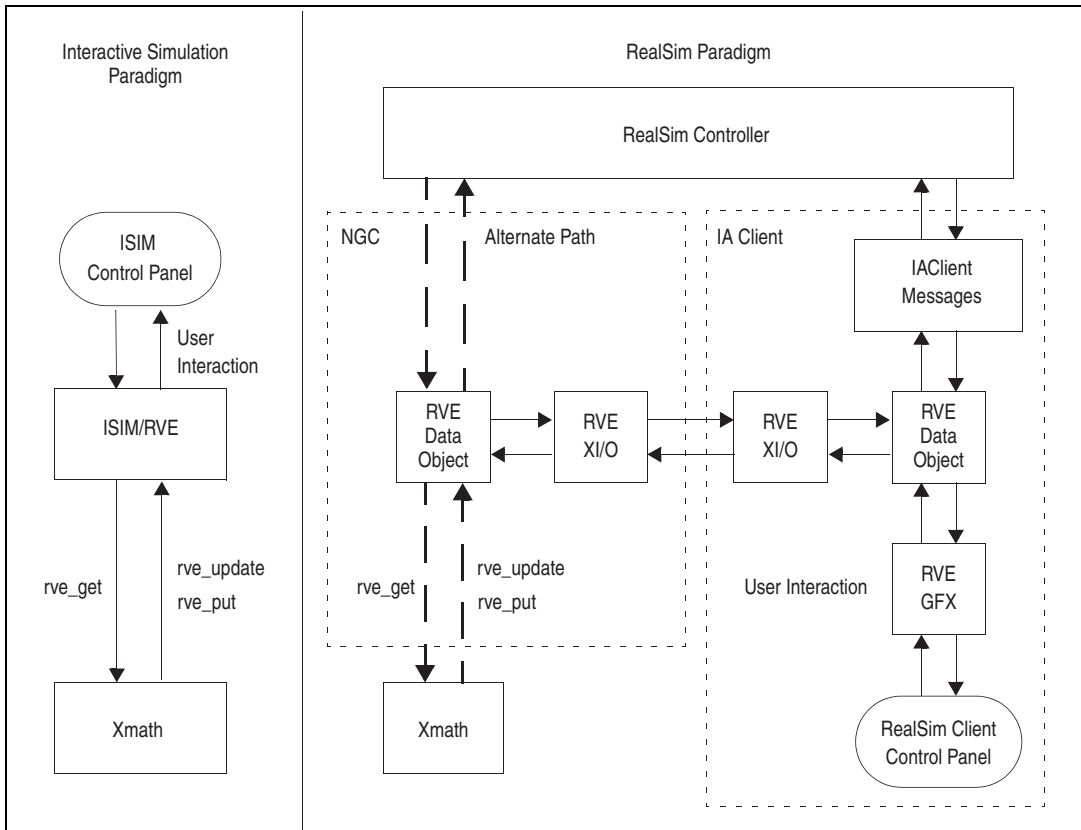 Interactive Simulation
Paradigm
ISIM
Control Panel
User
Interaction
ISIM/RVE
rve_get
rve_update
rve_put
Xmath
RealSim Paradigm
RealSim Controller
NGC
Alternate Path
RVE
Data
Object
RVE
XI/O
rve_get
rve_update
rve_put
Xmath
IA Client
IAClient
Messages
RVE
XI/O
RVE
Data
Object
User Interaction
RVE
GFX
RealSim Client
Control Panel